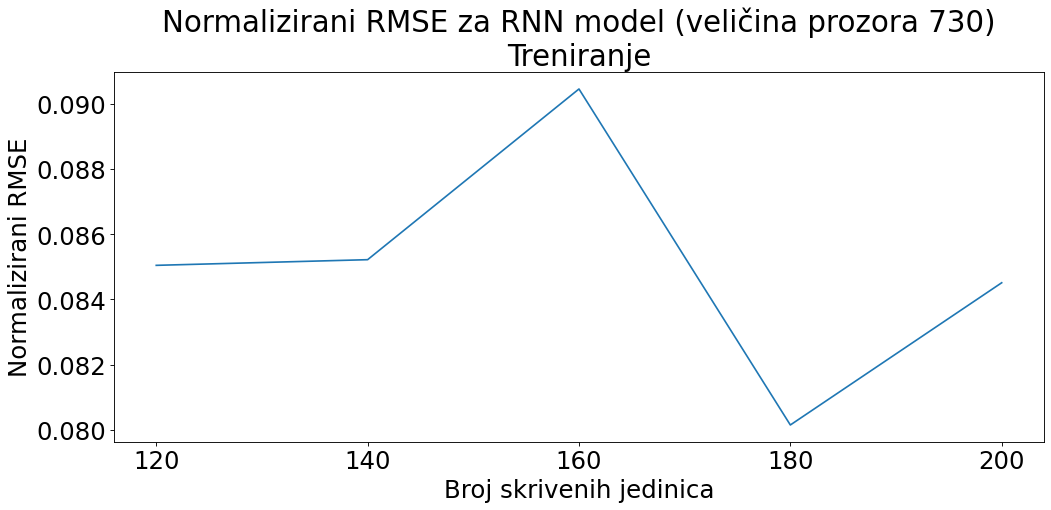 Normalizirani RMSE za RNN model (veličina prozora 730)
Treniranje
Normalizirani RMSE
0.090
0.088
0.086
0.084
0.082
0.080
120 140 160 180 200
Broj skrivenih jedinica